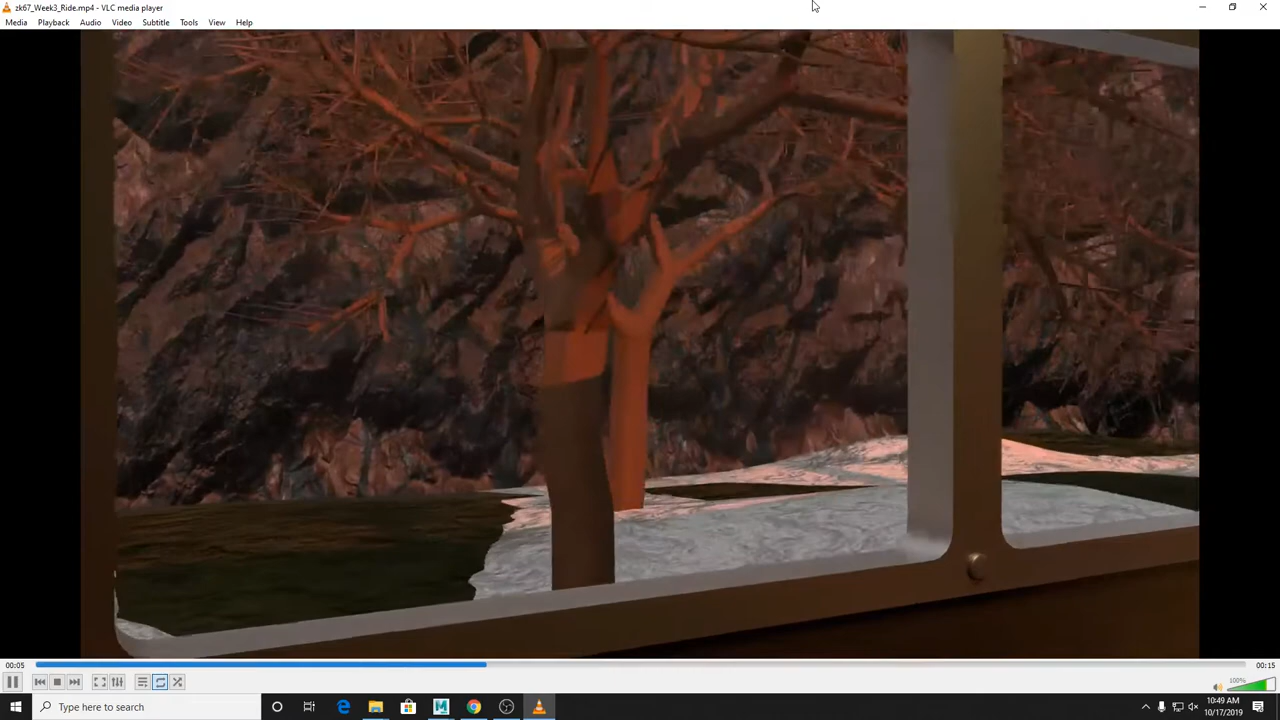 zk67_Week3_Ride.mp4 - VLC media player
Media Playback Audio Video Subtitle Tools View Help
00:05
00:15
100%
Type here to search
10:49 AM
10/17/2019